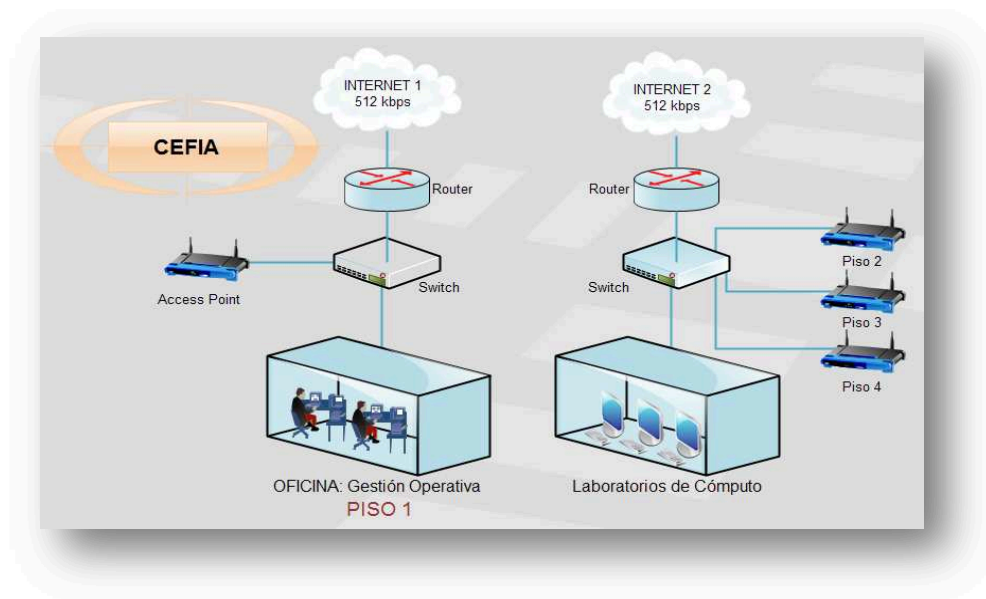 INTERNET 1
512 kbps
INTERNET 2
512 kbps
CEFIA
Router
Router
Access Point
Switch
Switch
Piso 2
Piso 3
Piso 4
OFICINA: Gestión Operativa
PISO 1
Laboratorios de Cómputo